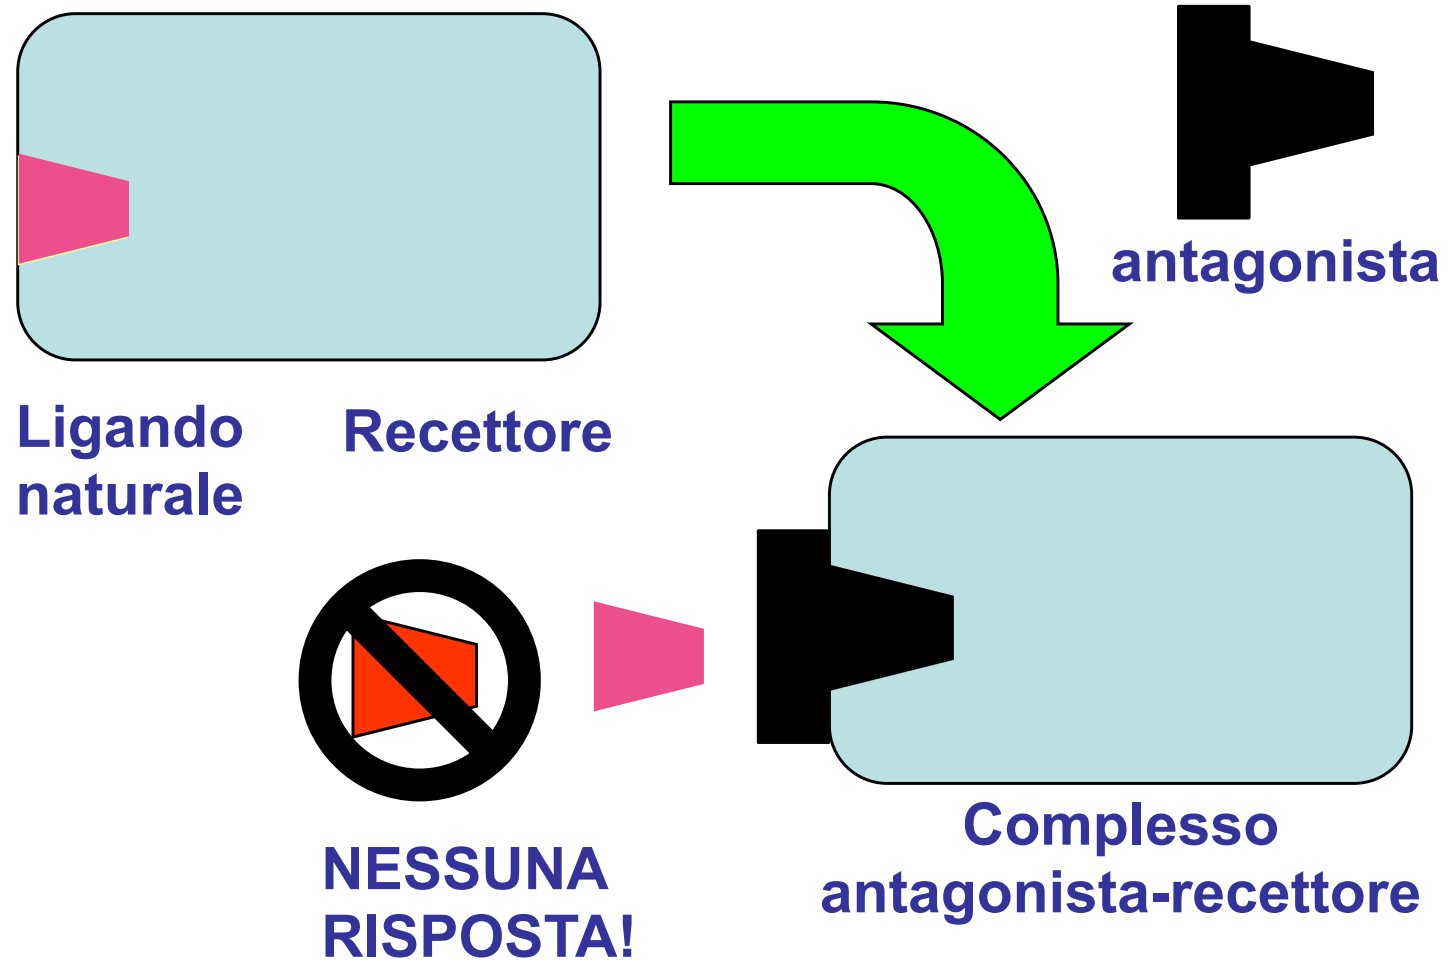 antagonista
Ligando
naturale
Recettore
Complesso
antagonista-recettore
NESSUNA
RISPOSTA!